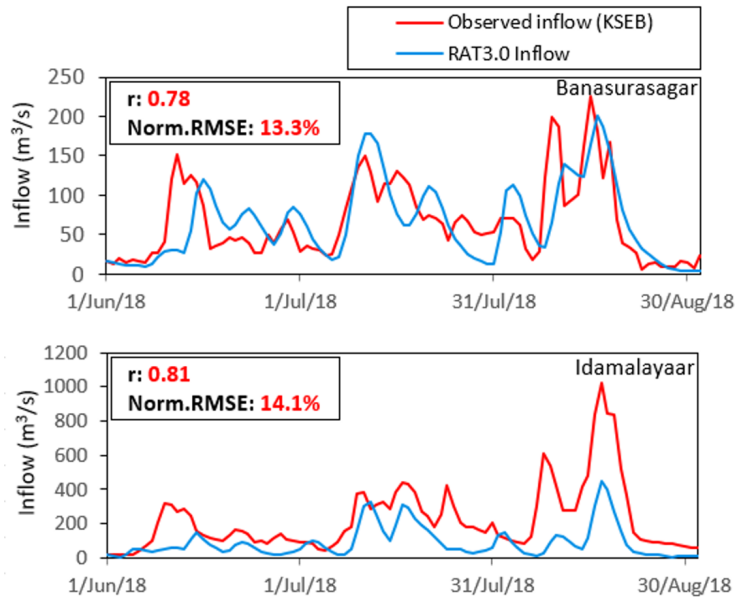 Observed inflow (KSEB)
RAT3.0 Inflow
Banasurasagar
r: 0.78
Norm.RMSE: 13.3%
Inflow (m³/s)
250
200
150
100
50
0
1/Jun/18 1/Jul/18 31/Jul/18 30/Aug/18
Idamalayaar
r: 0.81
Norm.RMSE: 14.1%
Inflow (m³/s)
1200
1000
800
600
400
200
0
1/Jun/18 1/Jul/18 31/Jul/18 30/Aug/18